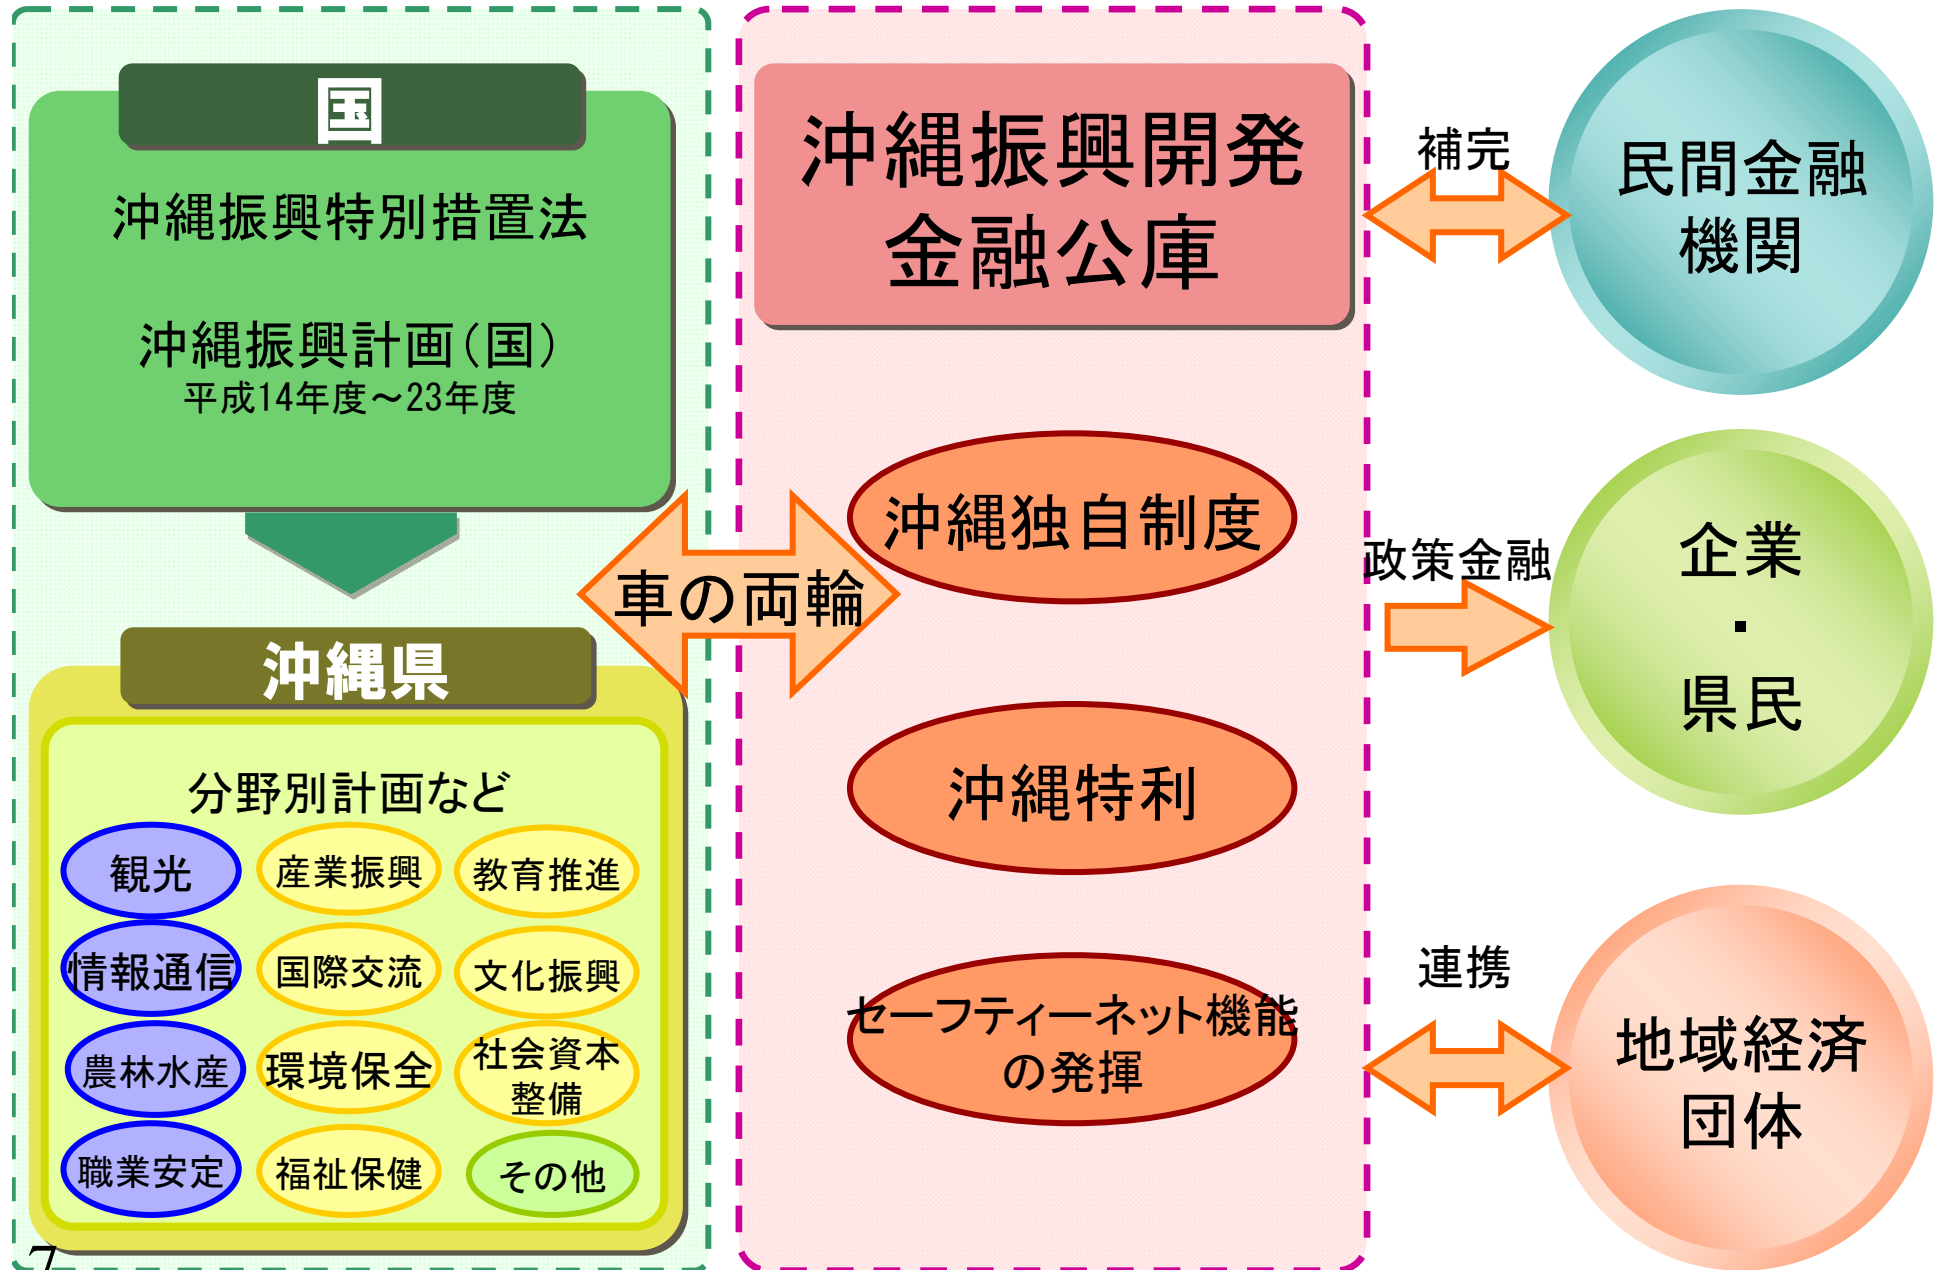 国
沖縄振興特別措置法
沖縄振興計画（国）
平成14年度～23年度
沖縄県
分野別計画など
観光
産業振興
教育推進
情報通信
国際交流
文化振興
農林水産
環境保全
社会資本
整備
職業安定
福祉保健
その他
7
車の両輪
沖縄振興開発
金融公庫
沖縄独自制度
沖縄特利
セーフティーネット機能
の発揮
補完
民間金融
機関
政策金融
企業
・
県民
連携
地域経済
団体